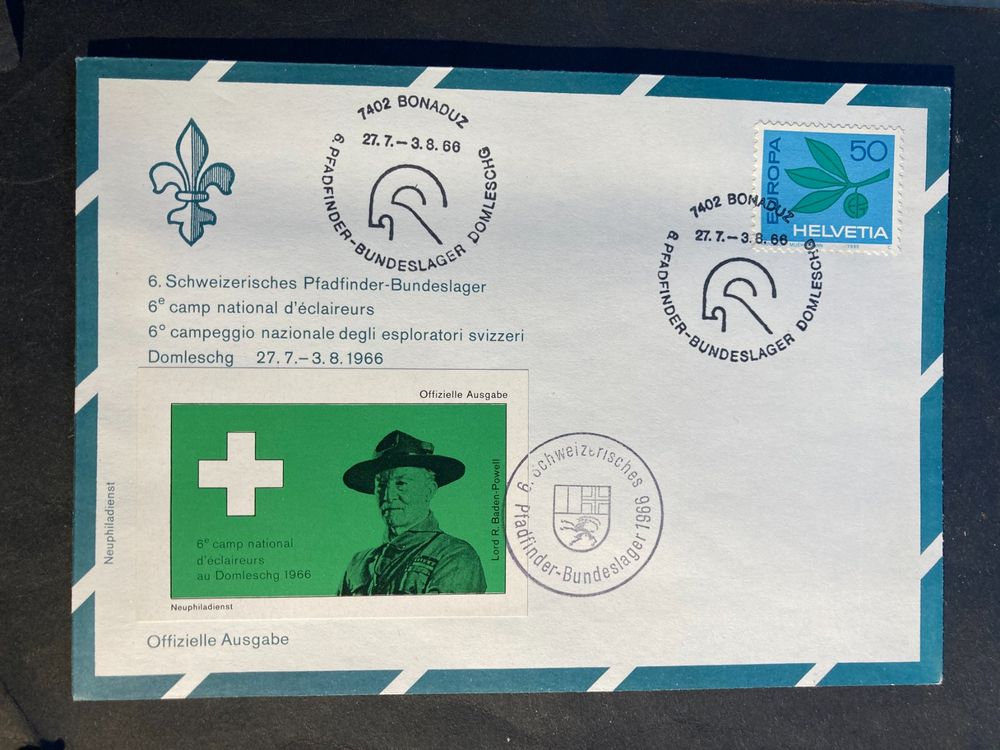 7402 BONADUZ
27.7.–3.8.66
6. PFADFINDER-BUNDESLAGER DOMLESCHG
EUROPA
50
HELVETIA
7402 BONADUZ
27.7.–3.8.66
6. PFADFINDER-BUNDESLAGER DOMLESCHG
6. Schweizerisches Pfadfinder-Bundeslager
6e camp national d'éclaireurs
6º campeggio nazionale degli esploratori svizzeri
Domleschg 27.7.–3.8.1966
Offizielle Ausgabe
Lord R. Baden-Powell
6e camp national
d'éclaireurs
au Domleschg 1966
Neuphiladienst
Neuphiladienst
6. Schweizerisches
Pfadfinder-Bundeslager 1966
Offizielle Ausgabe